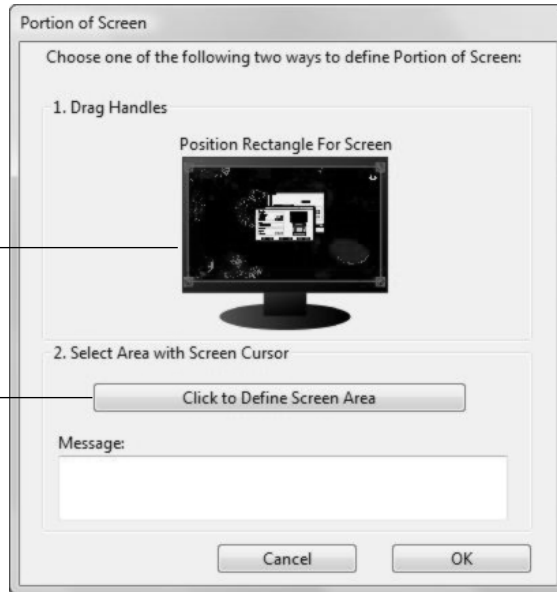 Portion of Screen
Choose one of the following two ways to define Portion of Screen:
1. Drag Handles
Position Rectangle For Screen
2. Select Area with Screen Cursor
Click to Define Screen Area
Message:
Cancel
OK